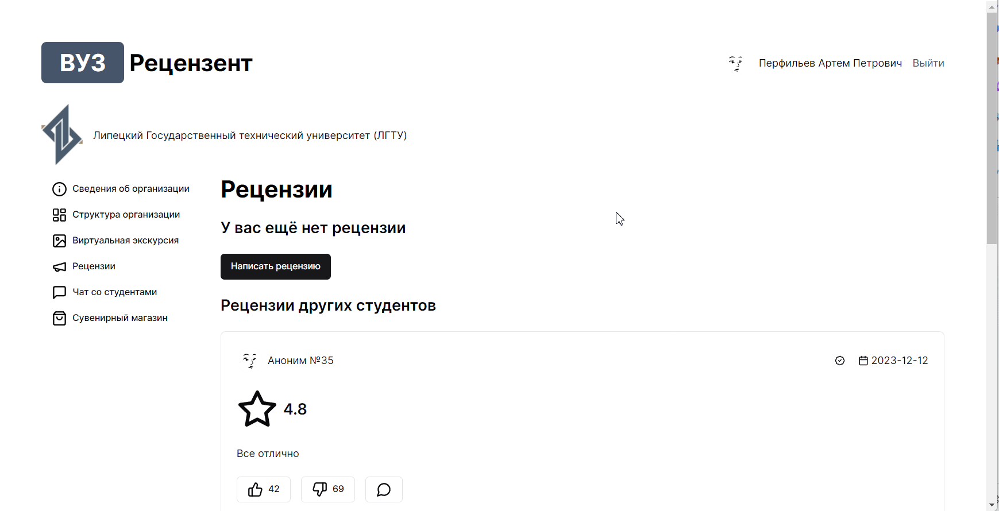 ВУЗ Рецензент
Перфильев Артем Петрович Выйти
Липецкий Государственный технический университет (ЛГТУ)
Сведения об организации
Структура организации
Виртуальная экскурсия
Рецензии
Чат со студентами
Сувенирный магазин
Рецензии
У вас ещё нет рецензии
Написать рецензию
Рецензии других студентов
Аноним №35
2023-12-12
4.8
Все отлично
42
69